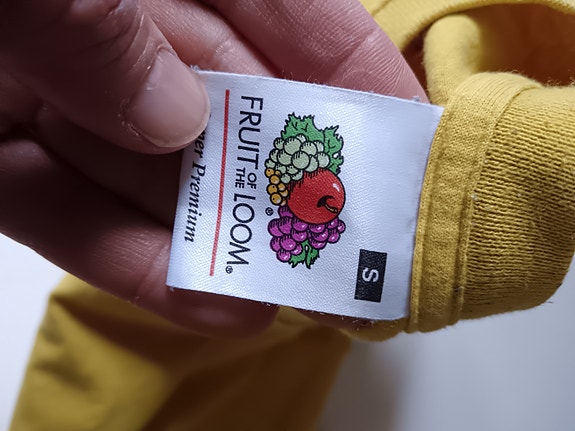 S
FRUIT
OF THE
LOOM®
Premium